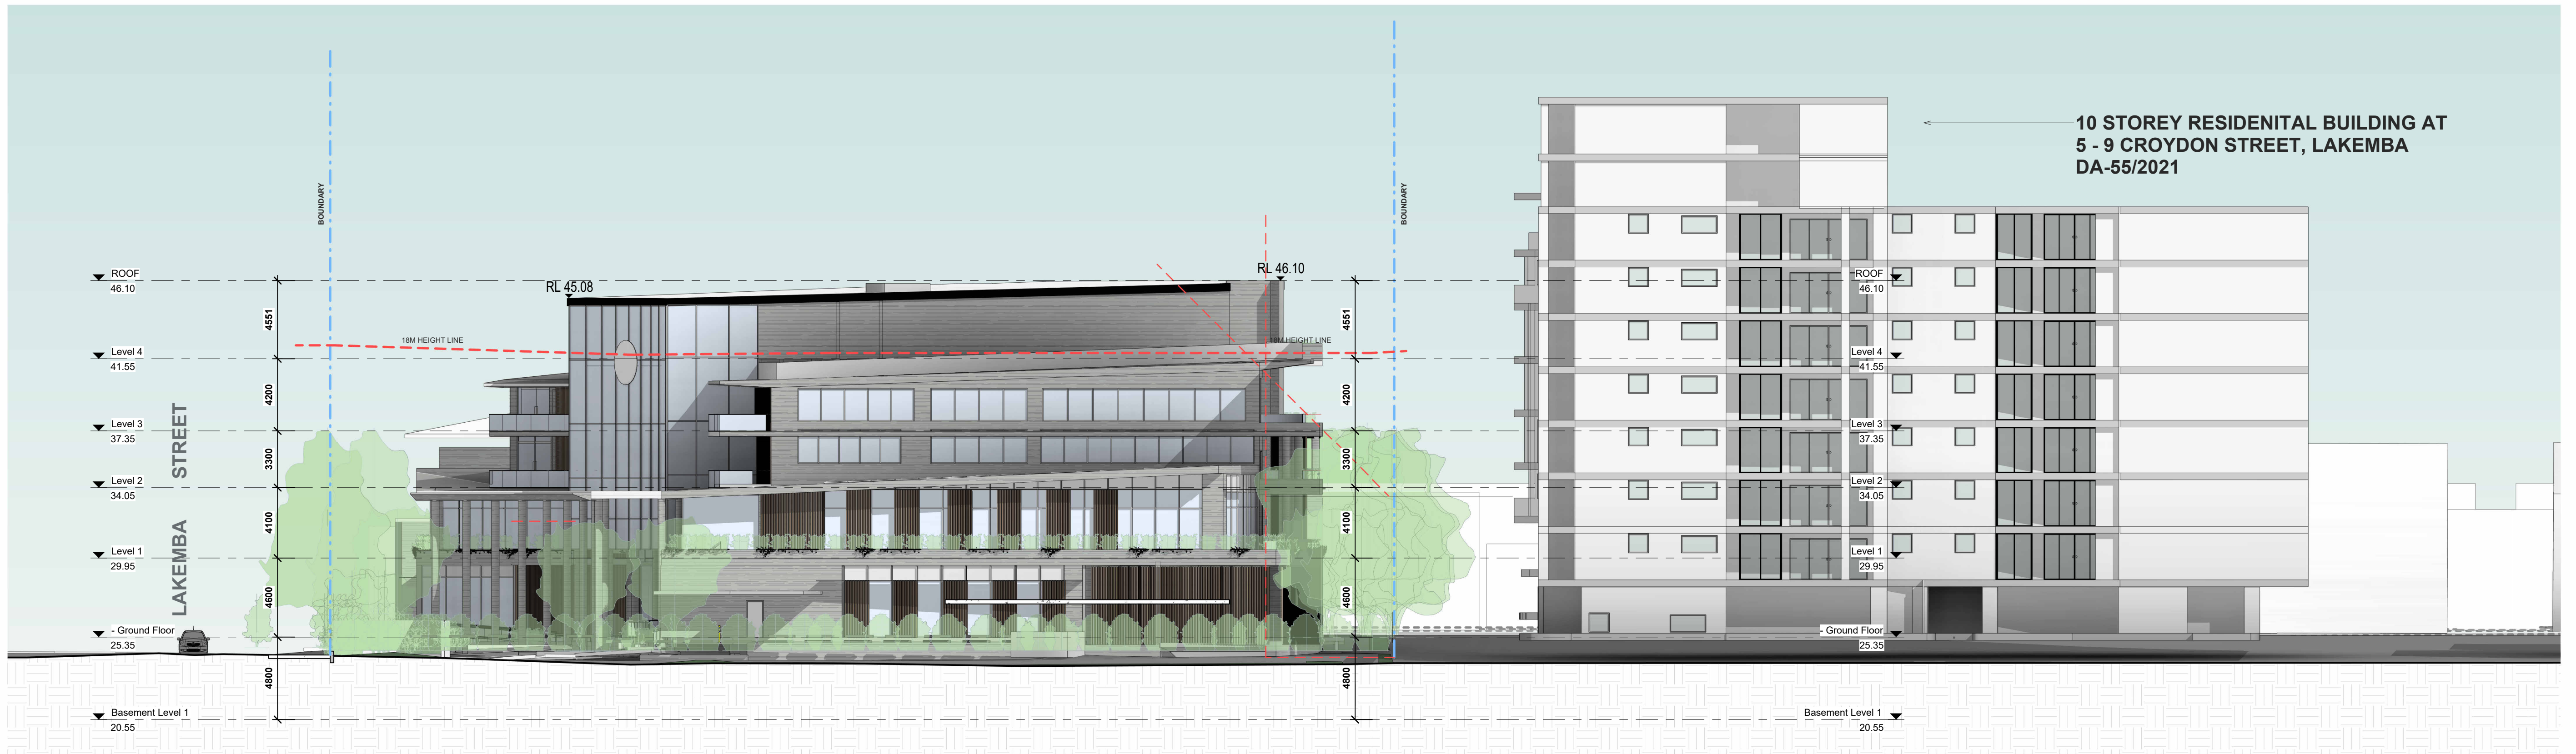 10 STOREY RESIDENITAL BUILDING AT
5 - 9 CROYDON STREET, LAKEMBA
DA-55/2021
BOUNDARY
BOUNDARY
RL 45.08
RL 46.10
18M HEIGHT LINE
18M HEIGHT LINE
LAKEMBA STREET
ROOF
46.10
Level 4
41.55
Level 3
37.35
Level 2
34.05
Level 1
29.95
- Ground Floor
25.35
Basement Level 1
20.55
4551
4200
3300
4100
4600
4800
4551
4200
3300
4100
4600
4800
ROOF
46.10
Level 4
41.55
Level 3
37.35
Level 2
34.05
Level 1
29.95
- Ground Floor
25.35
Basement Level 1
20.55